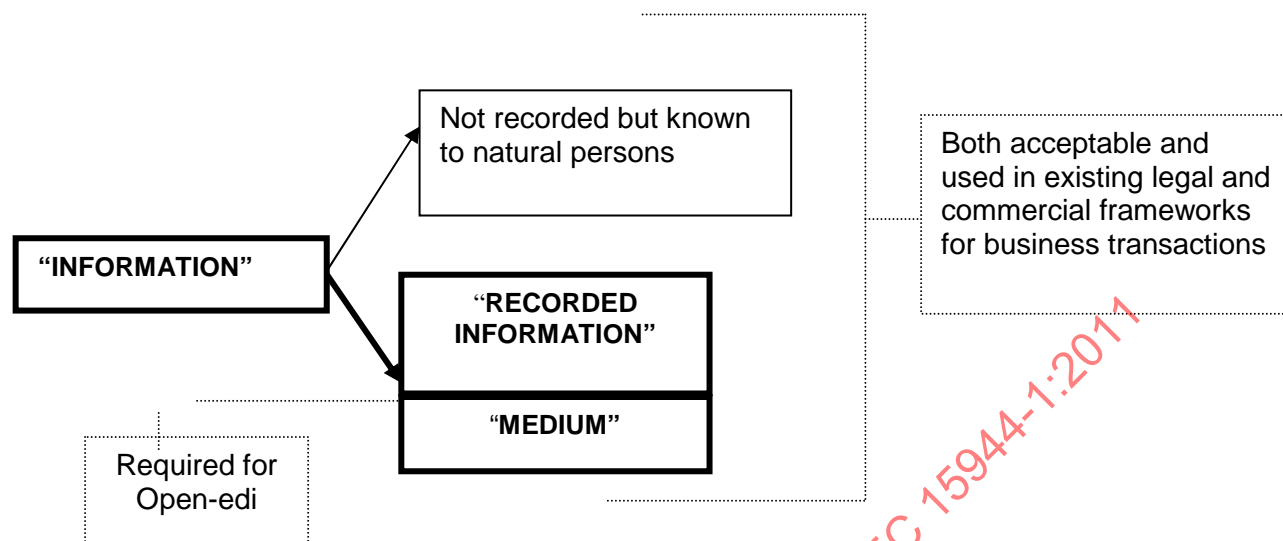 Not recorded but known
to natural persons
Both acceptable and
used in existing legal and
commercial frameworks
for business transactions
“INFORMATION”
“RECORDED
INFORMATION”
“MEDIUM”
Required for
Open-edi
15944-1:2011